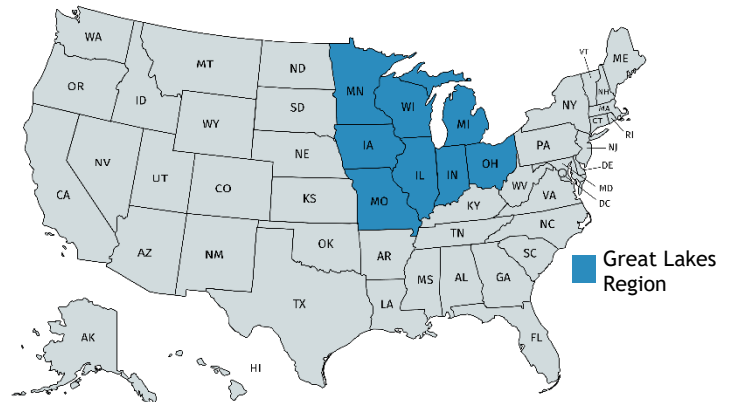 WA
MT
ND
MN
ME
VT
NH
OR
ID
SD
WI
MI
NY
MA
CT
RI
WY
IA
PA
NJ
NE
NV
UT
CO
IL
IN
OH
DE
MD
DC
CA
KS
MO
WV
VA
KY
NC
TN
AZ
NM
OK
AR
SC
MS
AL
GA
LA
TX
FL
AK
HI
Great Lakes
Region